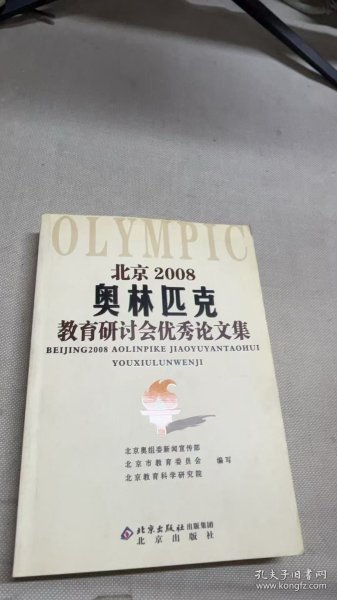 OLYMPIC
北京2008
奥林匹克
教育研讨会优秀论文集
BEIJING2008 AOLINPIKE JIAOYUYANTAOHUI
YOUXIULUNWENJI
北京奥组委新闻宣传部
北京市教育委员会 编写
北京教育科学研究院
北京出版社出版集团
北京出版社
孔夫子旧书网
www.kongfz.com